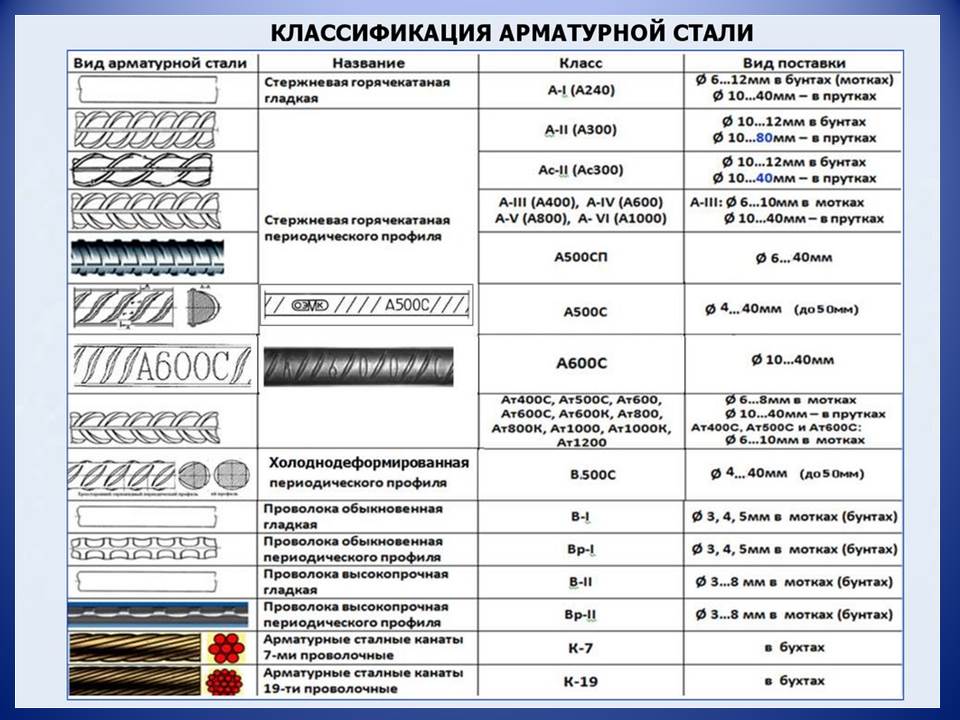 КЛАССИФИКАЦИЯ АРМАТУРНОЙ СТАЛИ
Вид арматурной стали Название Класс Вид поставки
Стержневая горячекатаная
гладкая
А-I (А240)
Ø 6...12мм в бунтах (мотках)
Ø 10...40мм – в прутках
А-II (А300)
Ø 10...12мм в бунтах
Ø 10...80мм – в прутках
Ас-II (Ас300)
Ø 10...12мм в бунтах
Ø 10...40мм – в прутках
Стержневая горячекатаная
периодического профиля
А-III (А400), А-IV (А600)
А-V (А800), А- VI (А1000)
А-III: Ø 6...10мм в мотках
Ø 10...40мм – в прутках
А500СП
Ø 6... 40мм
ОЭМК А500С
А500С
Ø 4... 40мм (до 50мм)
А600С
А600С
Ø 10...40мм
Ат400С, Ат500С, Ат600,
Ат600С, Ат600К, Ат800,
Ат800К, Ат1000, Ат1000К,
Ат1200
Ø 6...8мм в мотках
Ø 10...40мм – в прутках
Ат400С, Ат500С и Ат600С:
Ø 6...10мм в мотках
Холоднодеформированная
периодического профиля
В500С
Ø 4... 40мм (до 50мм)
Проволока обыкновенная
гладкая
В-I
Ø 3, 4, 5мм в мотках (бунтах)
Проволока обыкновенная
периодического профиля
Вр-I
Ø 3, 4, 5мм в мотках (бунтах)
Проволока высокопрочная
гладкая
В-II
Ø 3...8 мм в мотках (бунтах)
Проволока высокопрочная
периодического профиля
Вр-II
Ø 3...8 мм в мотках (бунтах)
Арматурные сталные канаты
7-ми проволочные
К-7
в бухтах
Арматурные сталные канаты
19-ти проволочные
К-19
в бухтах